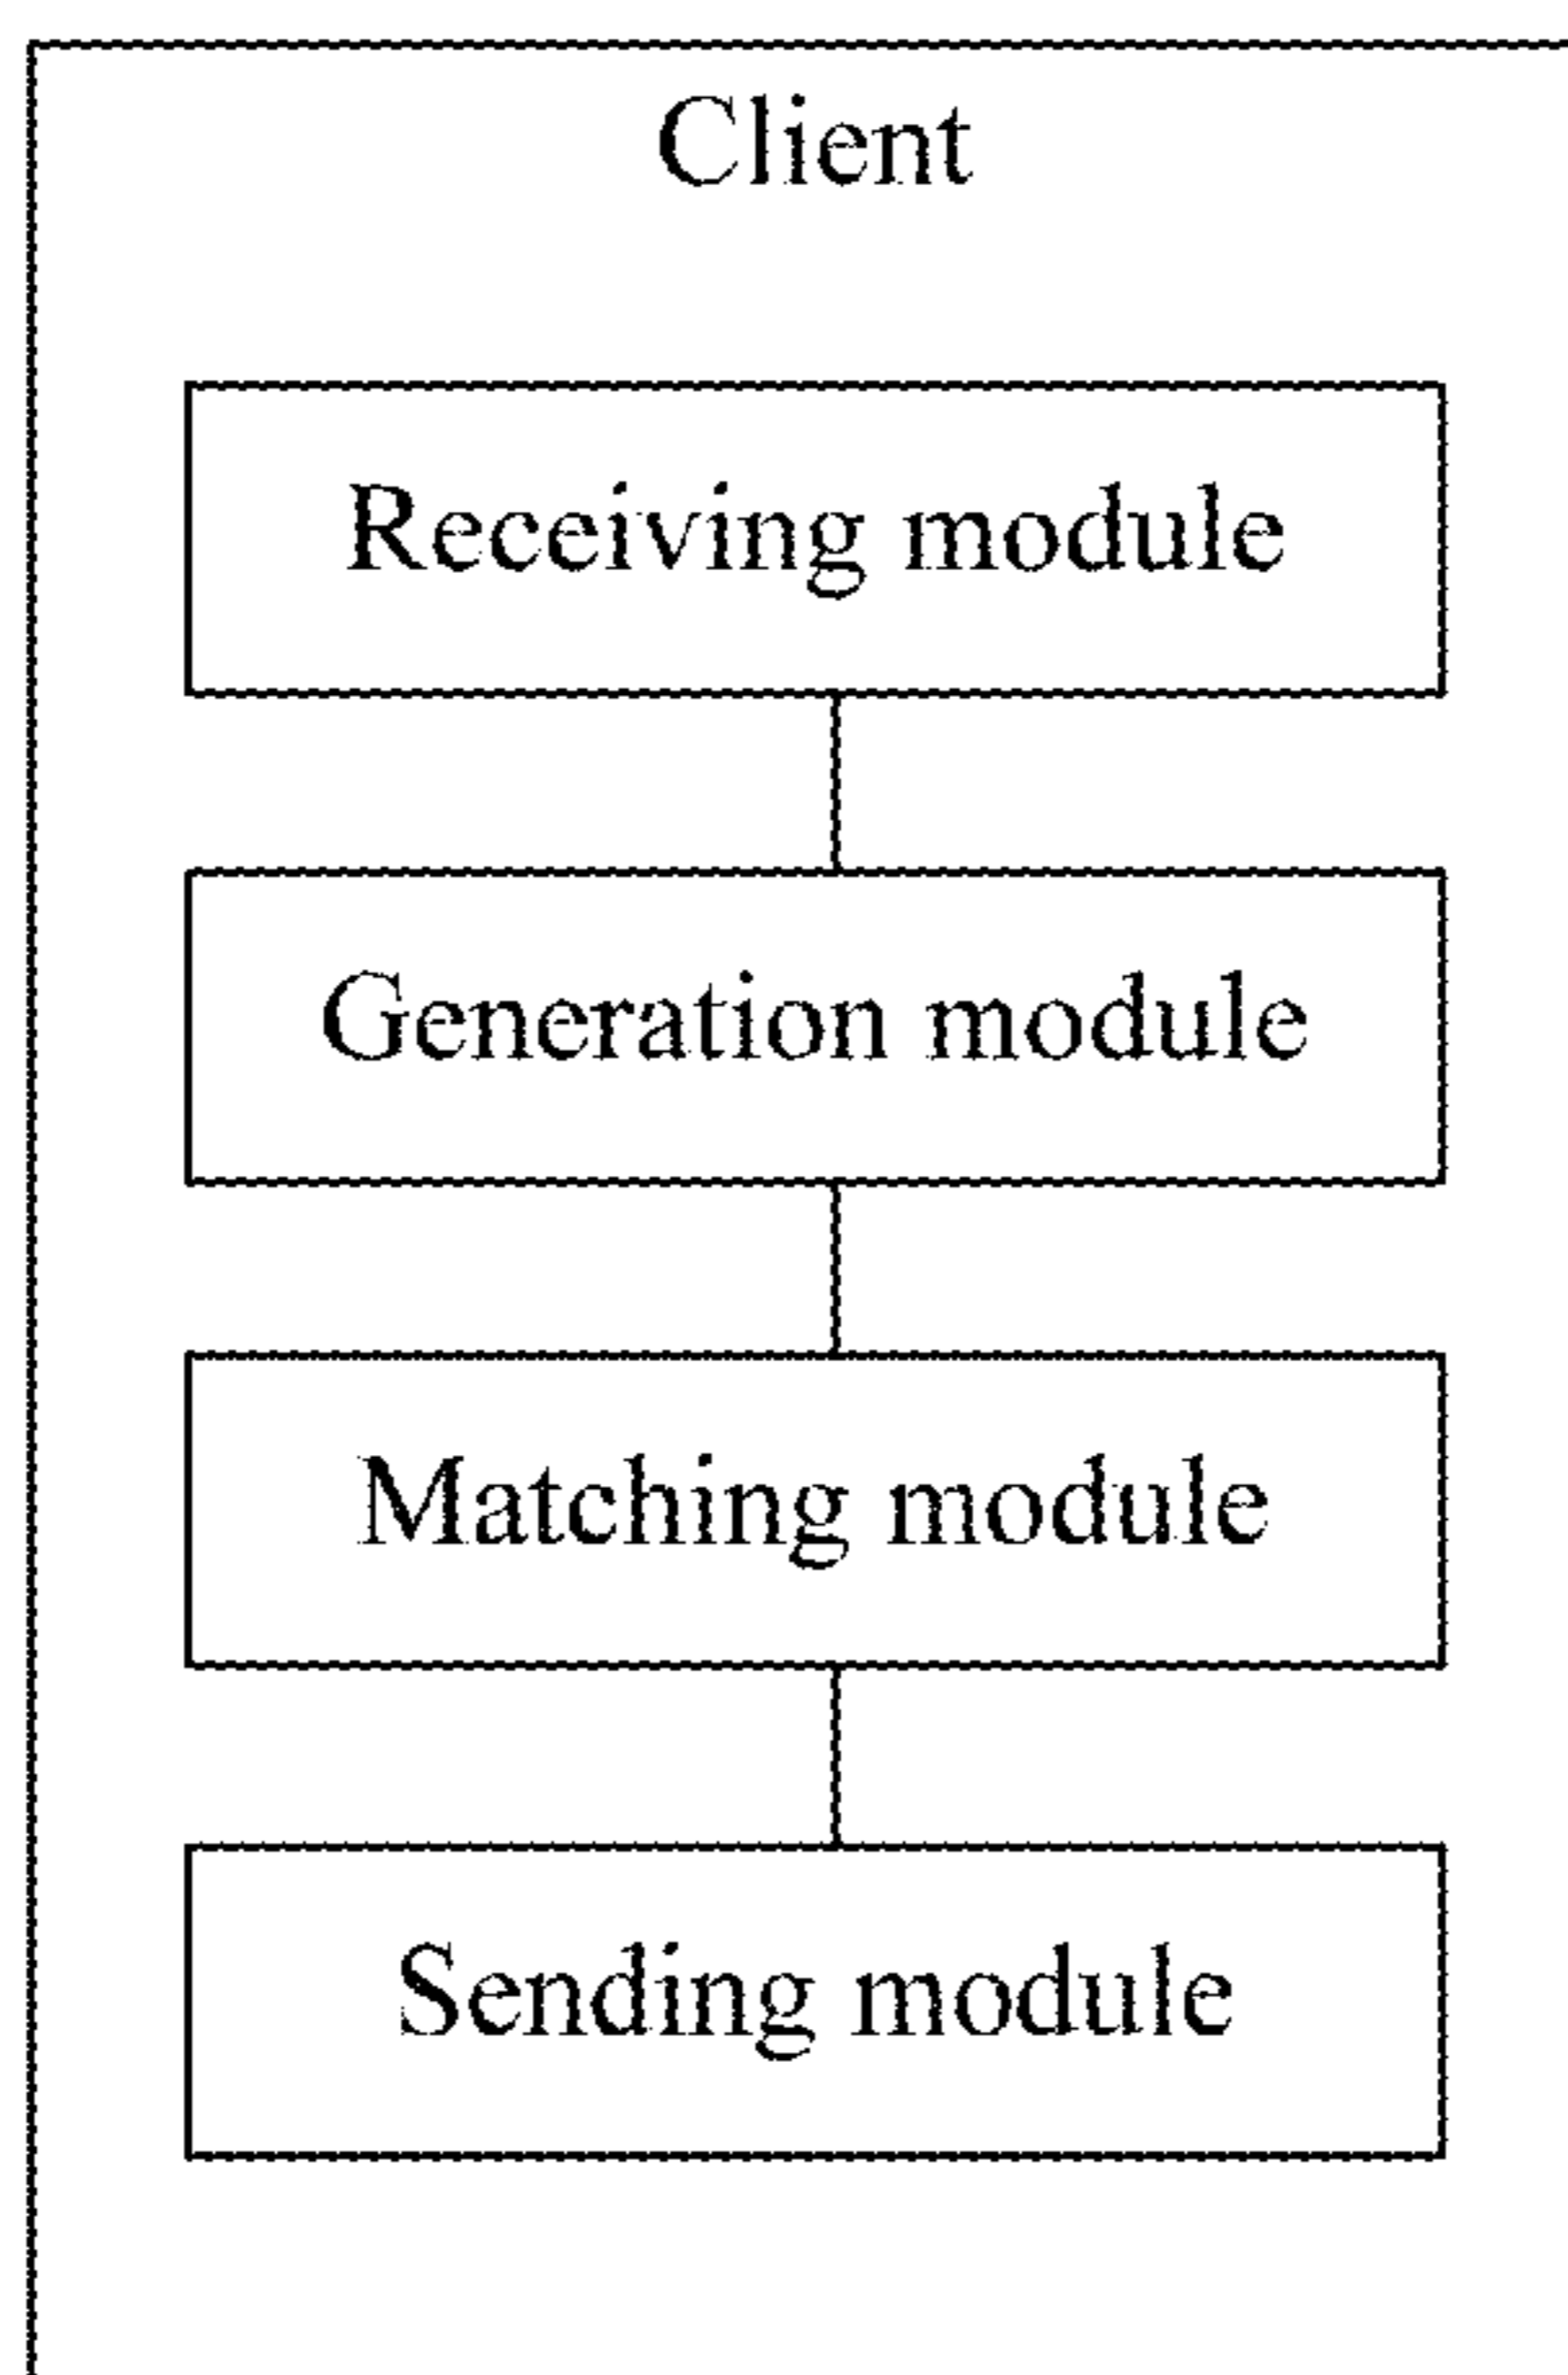 Client
Receiving module
Generation module
Matching module
Sending module